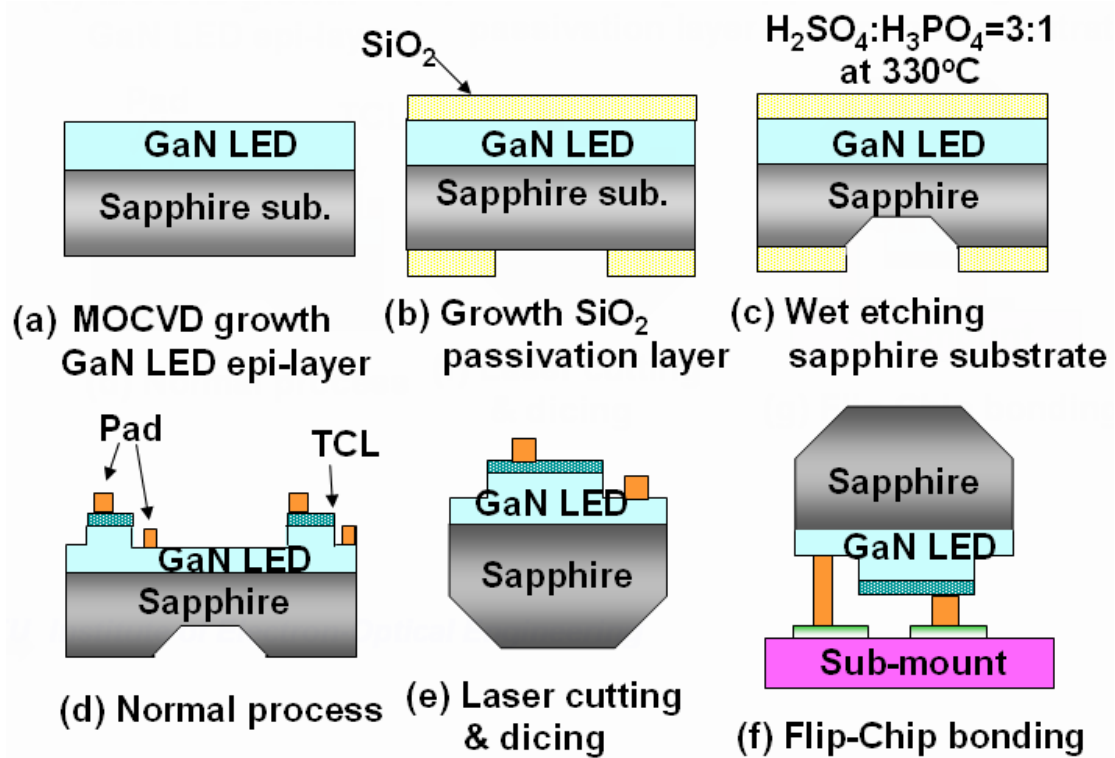 SiO₂
H₂SO₄:H₃PO₄=3:1
at 330°C
GaN LED
Sapphire sub.
GaN LED
Sapphire sub.
GaN LED
Sapphire
(a) MOCVD growth
GaN LED epi-layer
(b) Growth SiO₂
passivation layer
(c) Wet etching
sapphire substrate
Pad
TCL
GaN LED
Sapphire
GaN LED
Sapphire
Sapphire
GaN LED
Sub-mount
(d) Normal process
(e) Laser cutting
& dicing
(f) Flip-Chip bonding